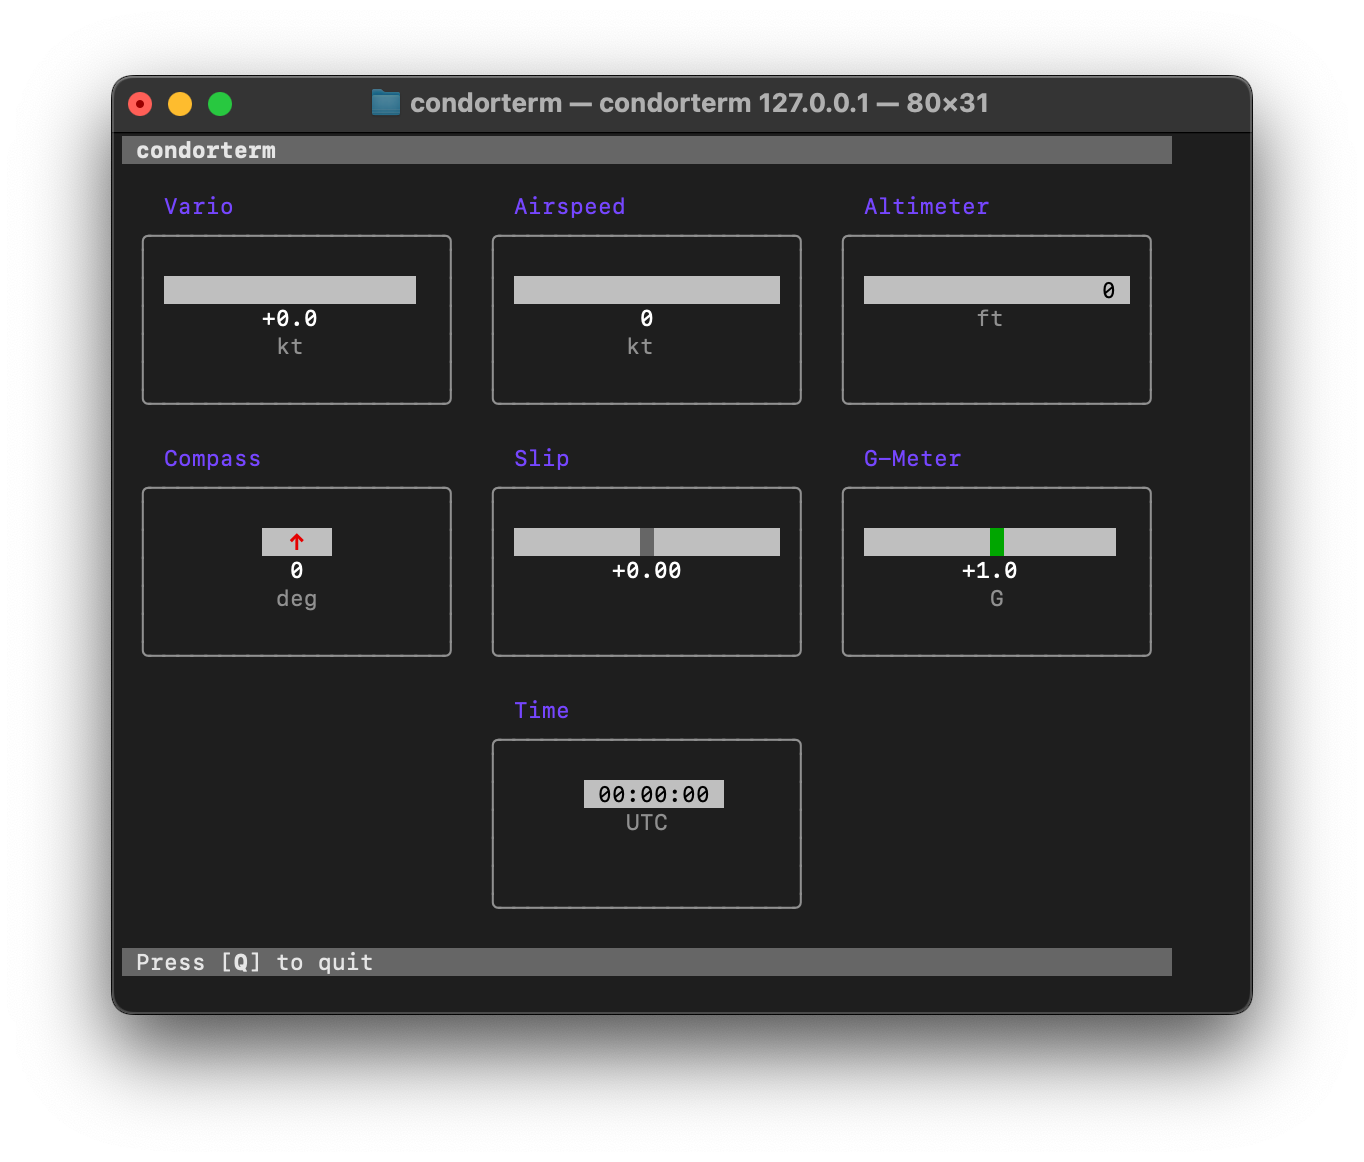 condorterm — condorterm 127.0.0.1 — 80×31
condorterm
Vario Airspeed Altimeter
0
+0.0 0 ft
kt kt
Compass Slip G-Meter
↑
0 +0.00 +1.0
deg G
Time
00:00:00
UTC
Press [Q] to quit